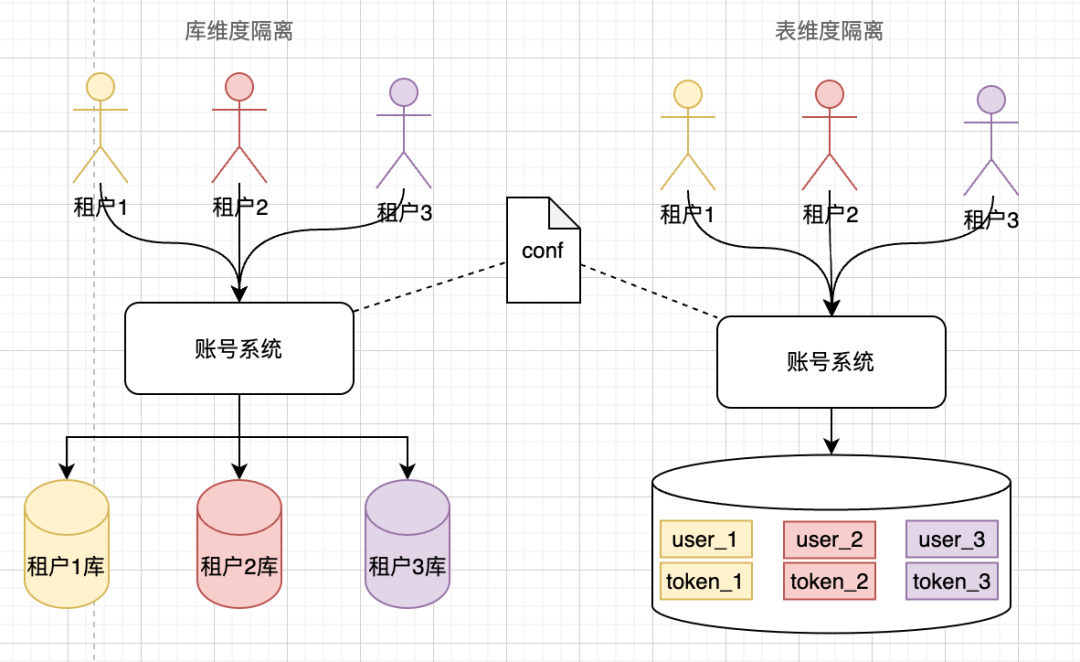 库维度隔离
表维度隔离
租户1
租户2
租户3
租户1
租户2
租户3
conf
账号系统
账号系统
租户1库
租户2库
租户3库
user_1
user_2
user_3
token_1
token_2
token_3